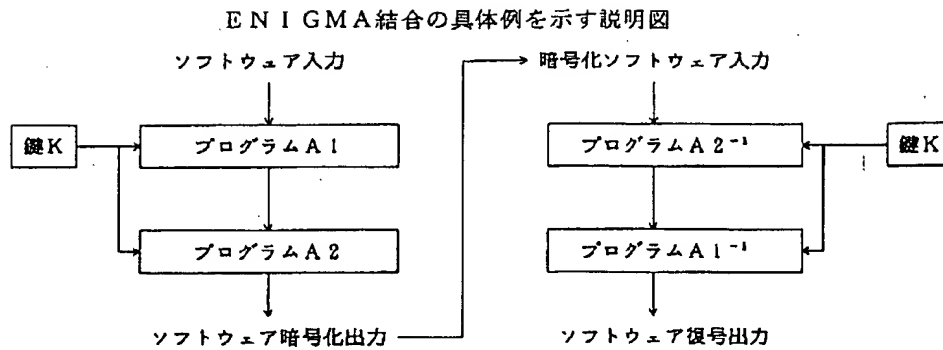 ENIGMA結合の具体例を示す説明図
ソフトウェア入力
鍵K
プログラムA1
プログラムA2
ソフトウェア暗号化出力
暗号化ソフトウェア入力
プログラムA2⁻¹
鍵K
プログラムA1⁻¹
ソフトウェア復号出力